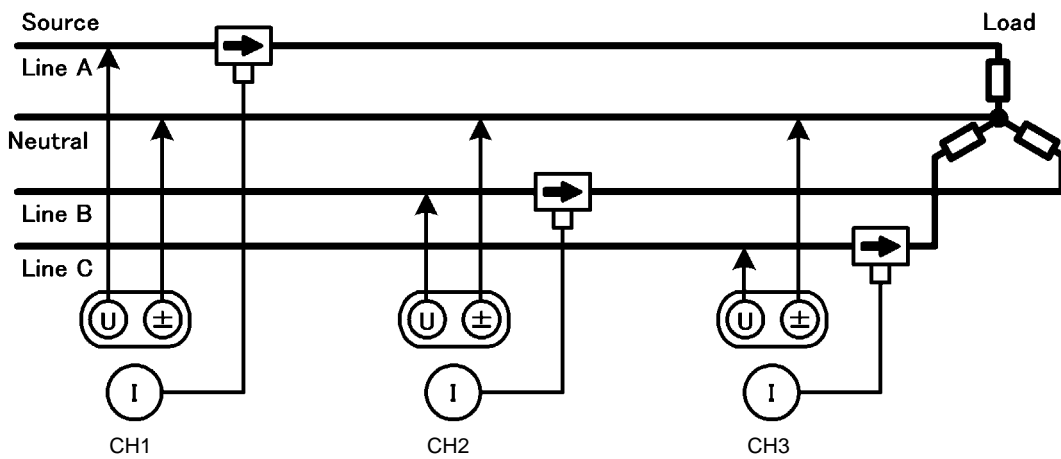 Source
Load
Line A
Neutral
Line B
Line C
U ±
U ±
U ±
I
I
I
CH1
CH2
CH3